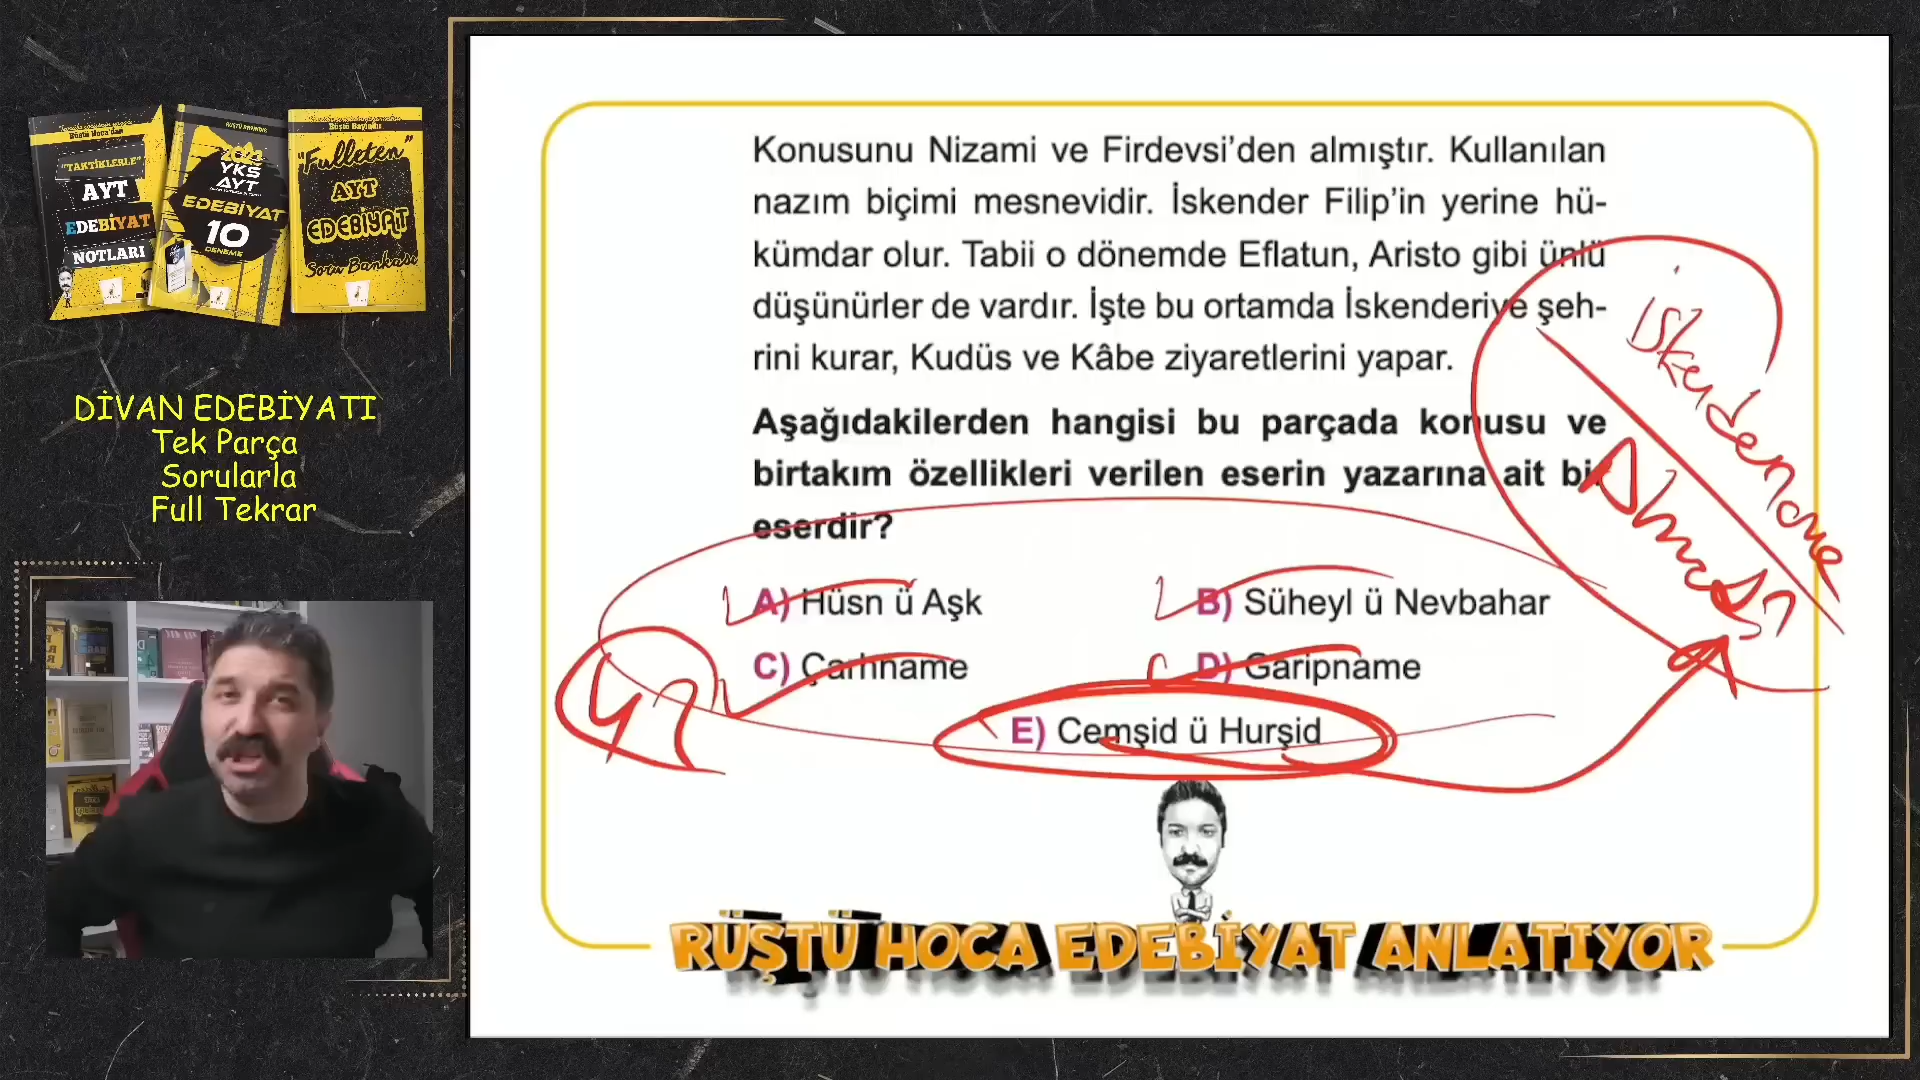 "TAKTİKLERLE"
AYT
EDEBİYAT
NOTLARI
YKS
AYT
EDEBİYAT
10
DENEME
Rüştü Bayındır
"Fulleten"
AYT
EDEBİYAT
Soru Bankası
DİVAN EDEBİYATI
Tek Parça
Sorularla
Full Tekrar
Konusunu Nizami ve Firdevsi'den almıştır. Kullanılan
nazım biçimi mesnevidir. İskender Filip'in yerine hü-
kümdar olur. Tabii o dönemde Eflatun, Aristo gibi ünlü
düşünürler de vardır. İşte bu ortamda İskenderiye şeh-
rini kurar, Kudüs ve Kâbe ziyaretlerini yapar.
Aşağıdakilerden hangisi bu parçada konusu ve
birtakım özellikleri verilen eserin yazarına ait bir
eserdir?
A) Hüsn ü Aşk
B) Süheyl ü Nevbahar
C) Çarhname
D) Garipname
E) Cemşid ü Hurşid
RÜŞTÜ HOCA EDEBİYAT ANLATIYOR